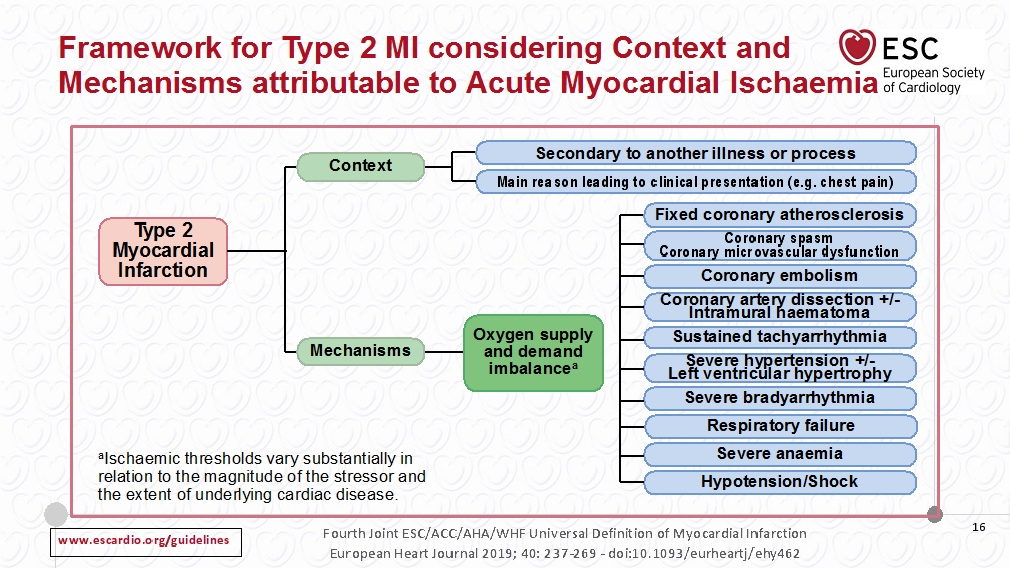 Framework for Type 2 MI considering Context and
Mechanisms attributable to Acute Myocardial Ischaemia
ESC
European Society
of Cardiology
Type 2
Myocardial
Infarction
Context
Secondary to another illness or process
Main reason leading to clinical presentation (e.g. chest pain)
Mechanisms
Oxygen supply
and demand
imbalanceᵃ
Fixed coronary atherosclerosis
Coronary spasm
Coronary microvascular dysfunction
Coronary embolism
Coronary artery dissection +/-
Intramural haematoma
Sustained tachyarrhythmia
Severe hypertension +/-
Left ventricular hypertrophy
Severe bradyarrhythmia
Respiratory failure
Severe anaemia
Hypotension/Shock
ᵃIschaemic thresholds vary substantially in
relation to the magnitude of the stressor and
the extent of underlying cardiac disease.
www.escardio.org/guidelines
Fourth Joint ESC/ACC/AHA/WHF Universal Definition of Myocardial Infarction
European Heart Journal 2019; 40: 237-269 - doi:10.1093/eurheartj/ehy462
16